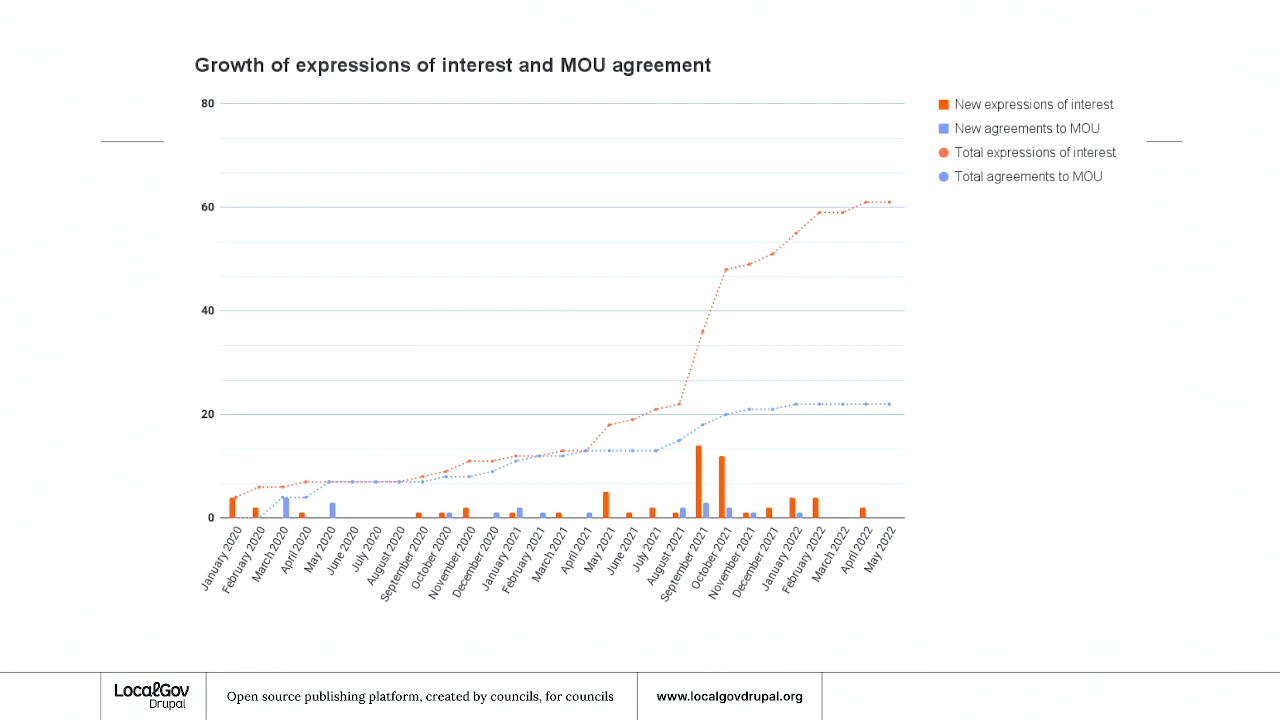 Growth of expressions of interest and MOU agreement
80
60
40
20
0
New expressions of interest
New agreements to MOU
Total expressions of interest
Total agreements to MOU
January 2020
February 2020
March 2020
April 2020
May 2020
June 2020
July 2020
August 2020
September 2020
October 2020
November 2020
December 2020
January 2021
February 2021
March 2021
April 2021
May 2021
June 2021
July 2021
August 2021
September 2021
October 2021
November 2021
December 2021
January 2022
February 2022
March 2022
April 2022
May 2022
LocalGov
Drupal
Open source publishing platform, created by councils, for councils
www.localgovdrupal.org